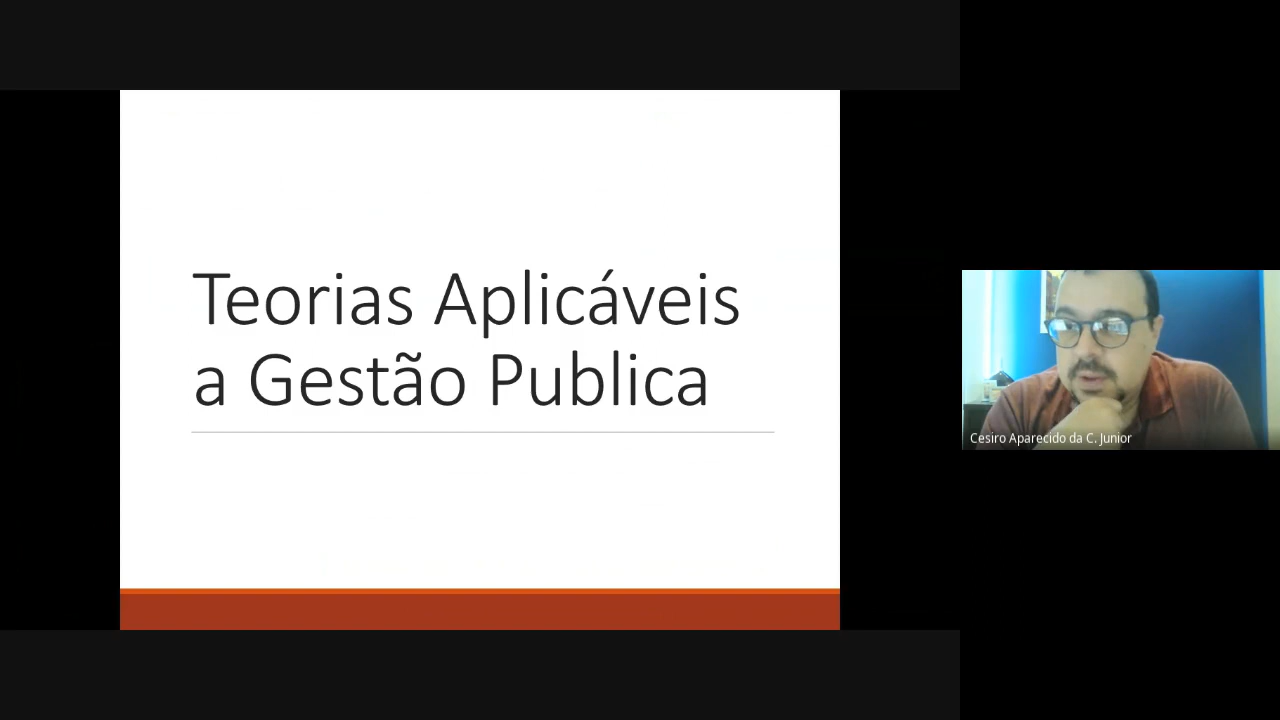 Teorias Aplicáveis
a Gestão Publica
Cesiro Aparecido da C. Junior